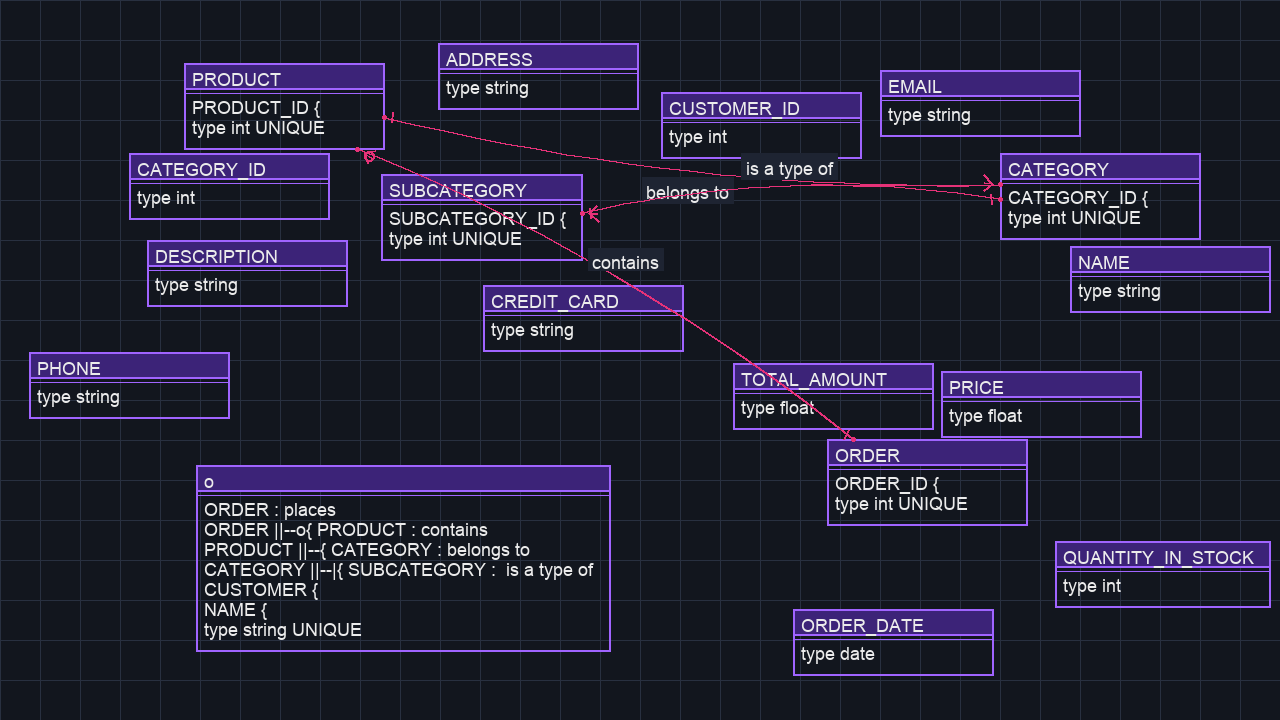 ADDRESS
type string
PRODUCT
PRODUCT_ID {
type int UNIQUE
EMAIL
type string
CUSTOMER_ID
type int
is a type of
CATEGORY_ID
type int
CATEGORY
CATEGORY_ID {
type int UNIQUE
SUBCATEGORY
SUBCATEGORY_ID {
type int UNIQUE
belongs to
DESCRIPTION
type string
contains
NAME
type string
CREDIT_CARD
type string
PHONE
type string
TOTAL_AMOUNT
type float
PRICE
type float
ORDER
ORDER_ID {
type int UNIQUE
o
ORDER : places
ORDER ||--o{ PRODUCT : contains
PRODUCT ||--{ CATEGORY : belongs to
CATEGORY ||--|{ SUBCATEGORY :  is a type of
CUSTOMER {
NAME {
type string UNIQUE
QUANTITY_IN_STOCK
type int
ORDER_DATE
type date